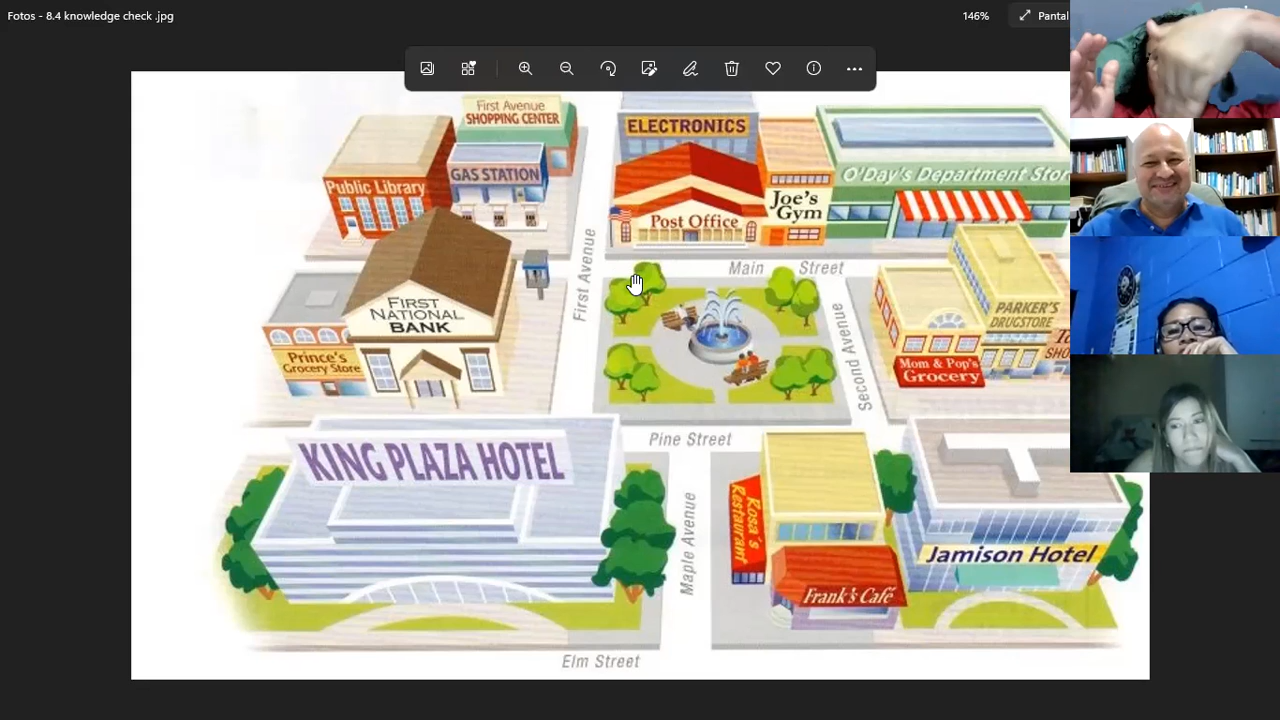 Fotos - 8.4 knowledge check .jpg
146%
Pantal
First Avenue
SHOPPING CENTER
ELECTRONICS
Public Library
GAS STATION
Post Office
Joe's
Gym
O'Day's Department Stor
First Avenue
Main Street
FIRST
NATIONAL
BANK
Prince's
Grocery Store
Second Avenue
PARKER'S
DRUGSTORE
Mom & Pop's
Grocery
Pine Street
KING PLAZA HOTEL
Maple Avenue
Rosa's
Restaurant
Frank's Café
Jamison Hotel
Elm Street